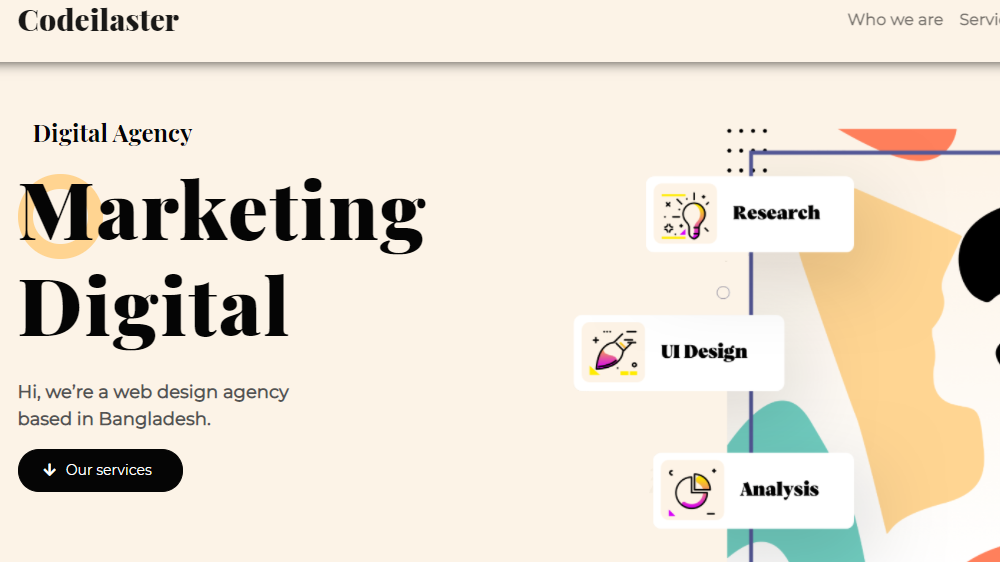 Codeilaster
Who we are
Digital Agency
Marketing
Digital
Hi, we’re a web design agency
based in Bangladesh.
Our services
Research
UI Design
Analysis